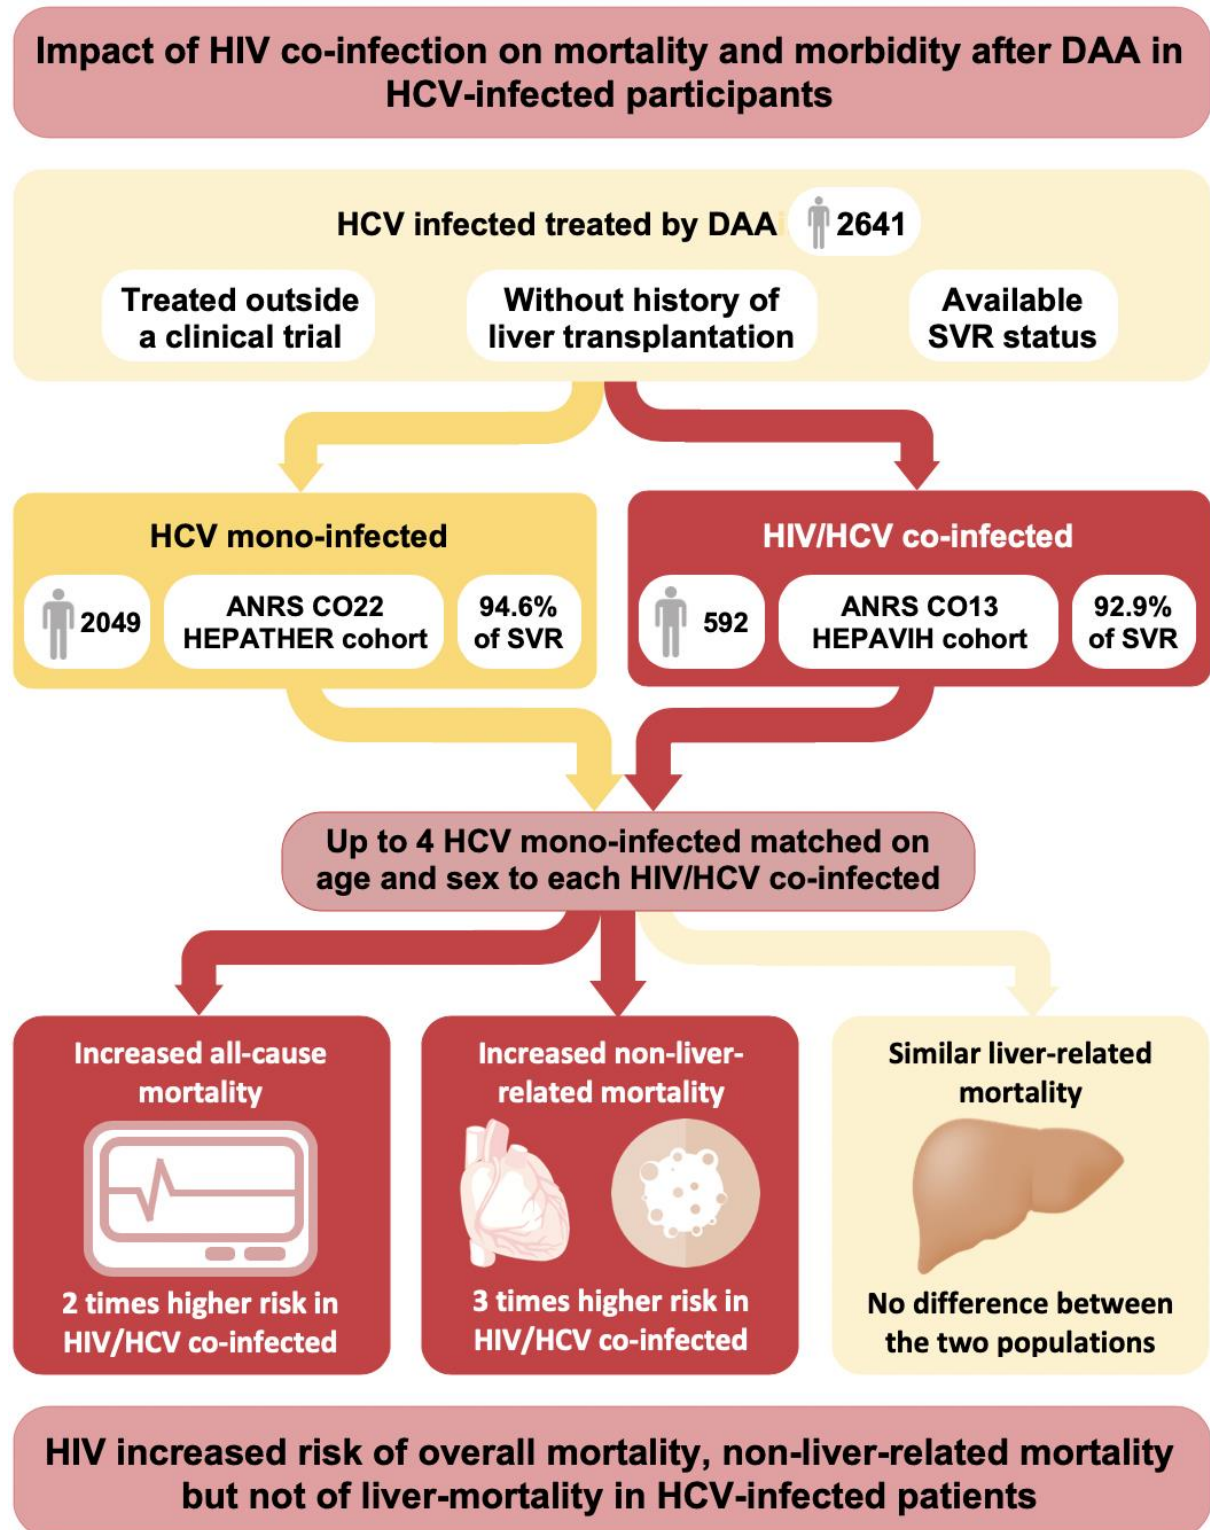 Impact of HIV co-infection on mortality and morbidity after DAA in
HCV-infected participants
HCV infected treated by DAA 2641
Treated outside
a clinical trial
Without history of
liver transplantation
Available
SVR status
HCV mono-infected
2049
ANRS CO22
HEPATHER cohort
94.6%
of SVR
HIV/HCV co-infected
592
ANRS CO13
HEPAVIH cohort
92.9%
of SVR
Up to 4 HCV mono-infected matched on
age and sex to each HIV/HCV co-infected
Increased all-cause
mortality
2 times higher risk in
HIV/HCV co-infected
Increased non-liver-
related mortality
3 times higher risk in
HIV/HCV co-infected
Similar liver-related
mortality
No difference between
the two populations
HIV increased risk of overall mortality, non-liver-related mortality
but not of liver-mortality in HCV-infected patients